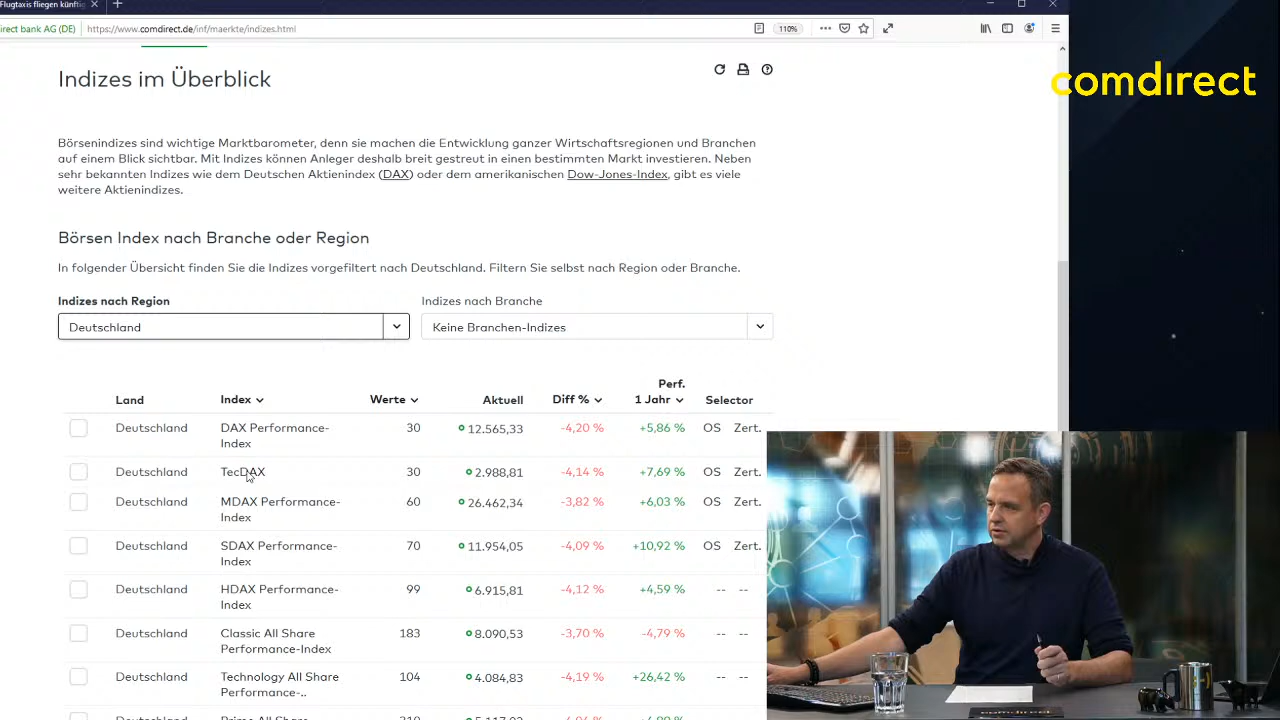 Flugtaxis fliegen künftig
irect bank AG (DE)
https://www.comdirect.de/inf/maerkte/indizes.html
110%
comdirect
Indizes im Überblick
Börsenindizes sind wichtige Marktbarometer, denn sie machen die Entwicklung ganzer Wirtschaftsregionen und Branchen
auf einem Blick sichtbar. Mit Indizes können Anleger deshalb breit gestreut in einen bestimmten Markt investieren. Neben
sehr bekannten Indizes wie dem Deutschen Aktienindex (DAX) oder dem amerikanischen Dow-Jones-Index, gibt es viele
weitere Aktienindizes.
Börsen Index nach Branche oder Region
In folgender Übersicht finden Sie die Indizes vorgefiltert nach Deutschland. Filtern Sie selbst nach Region oder Branche.
Indizes nach Region Indizes nach Branche
Deutschland Keine Branchen-Indizes
Perf.
Land Index Werte Aktuell Diff % 1 Jahr Selector
Deutschland DAX Performance- 30 12.565,33 -4,20 % +5,86 % OS Zert.
Index
Deutschland TecDAX 30 2.988,81 -4,14 % +7,69 % OS Zert.
Deutschland MDAX Performance- 60 26.462,34 -3,82 % +6,03 % OS Zert.
Index
Deutschland SDAX Performance- 70 11.954,05 -4,09 % +10,92 % OS Zert.
Index
Deutschland HDAX Performance- 99 6.915,81 -4,12 % +4,59 % -- --
Index
Deutschland Classic All Share 183 8.090,53 -3,70 % -4,79 % -- --
Performance-Index
Deutschland Technology All Share 104 4.084,83 -4,19 % +26,42 % -- --
Performance-..
comdirect